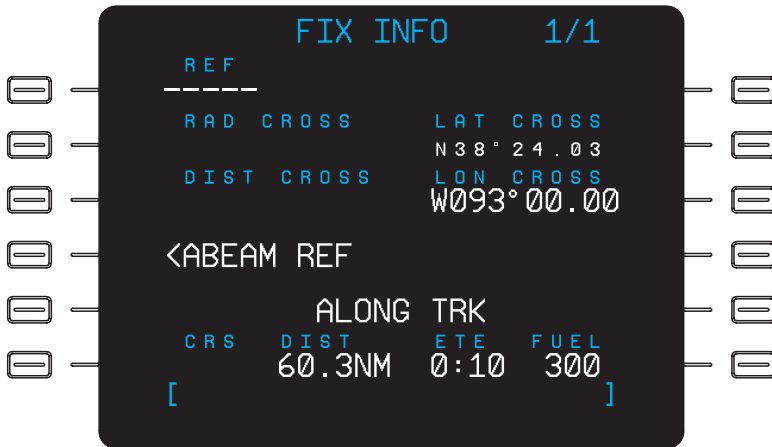 FIX INFO 1/1
REF
-----
RAD CROSS LAT CROSS
N38°24.03
DIST CROSS LON CROSS
W093°00.00
<ABEAM REF
ALONG TRK
CRS DIST ETE FUEL
60.3NM 0:10 300
[ ]